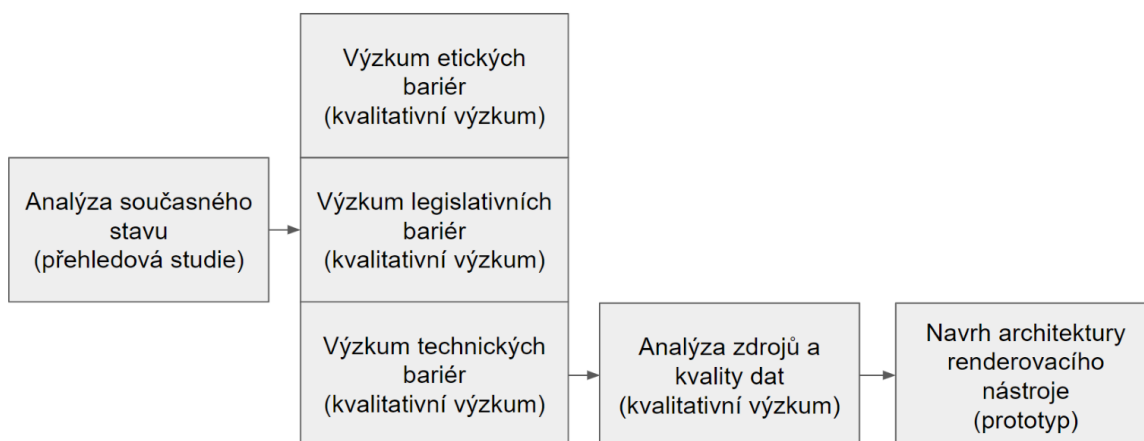 Výzkum etických
bariér
(kvalitativní výzkum)
Analýza současného
stavu
(přehledová studie)
Výzkum legislativních
bariér
(kvalitativní výzkum)
Výzkum technických
bariér
(kvalitativní výzkum)
Analýza zdrojů a
kvality dat
(kvalitativní výzkum)
Navrh architektury
renderovacího
nástroje
(prototyp)